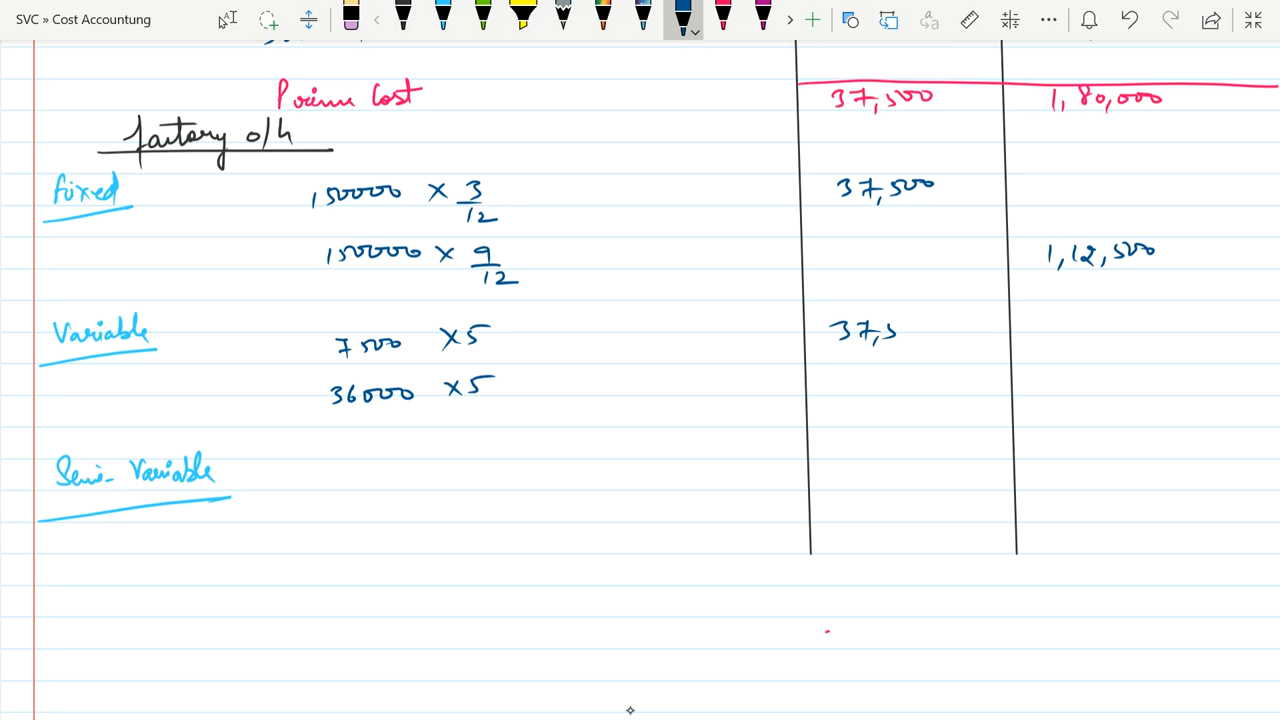 SVC » Cost Accountung
Prime Cost 37,500 1,80,000
factory o/h
fixed 150000 × 3/12 37,500
150000 × 9/12 1,12,500
Variable 7500 ×5 37,5
36000 ×5
Semi-Variable